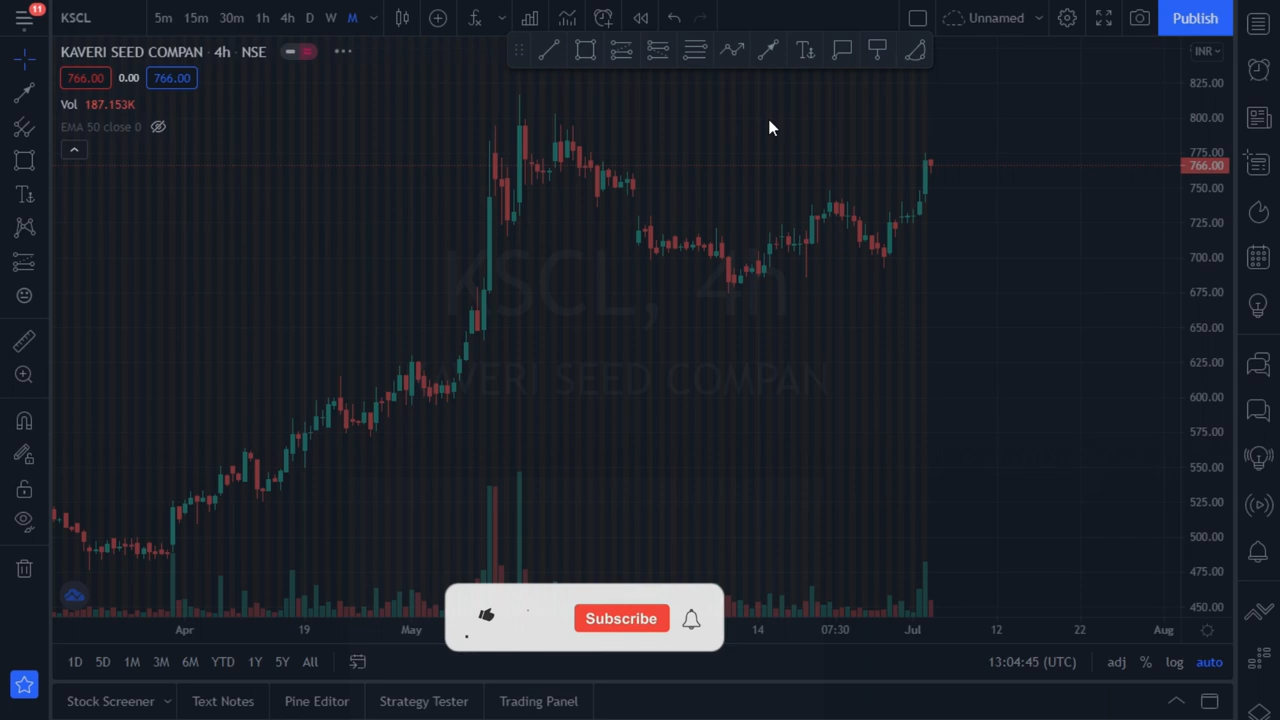 11
KSCL 5m 15m 30m 1h 4h D W M Unnamed Publish
KAVERI SEED COMPAN 4h NSE
INR
766.00 0.00 766.00
Vol 187.153K
EMA 50 close 0
825.00
800.00
775.00
766.00
750.00
725.00
700.00
675.00
650.00
625.00
600.00
575.00
550.00
525.00
500.00
475.00
450.00
KSCL, 4h
KAVERI SEED COMPAN
Subscribe
Apr 19 May 14 07:30 Jul 12 22 Aug
1D 5D 1M 3M 6M YTD 1Y 5Y All 13:04:45 (UTC) adj % log auto
Stock Screener Text Notes Pine Editor Strategy Tester Trading Panel